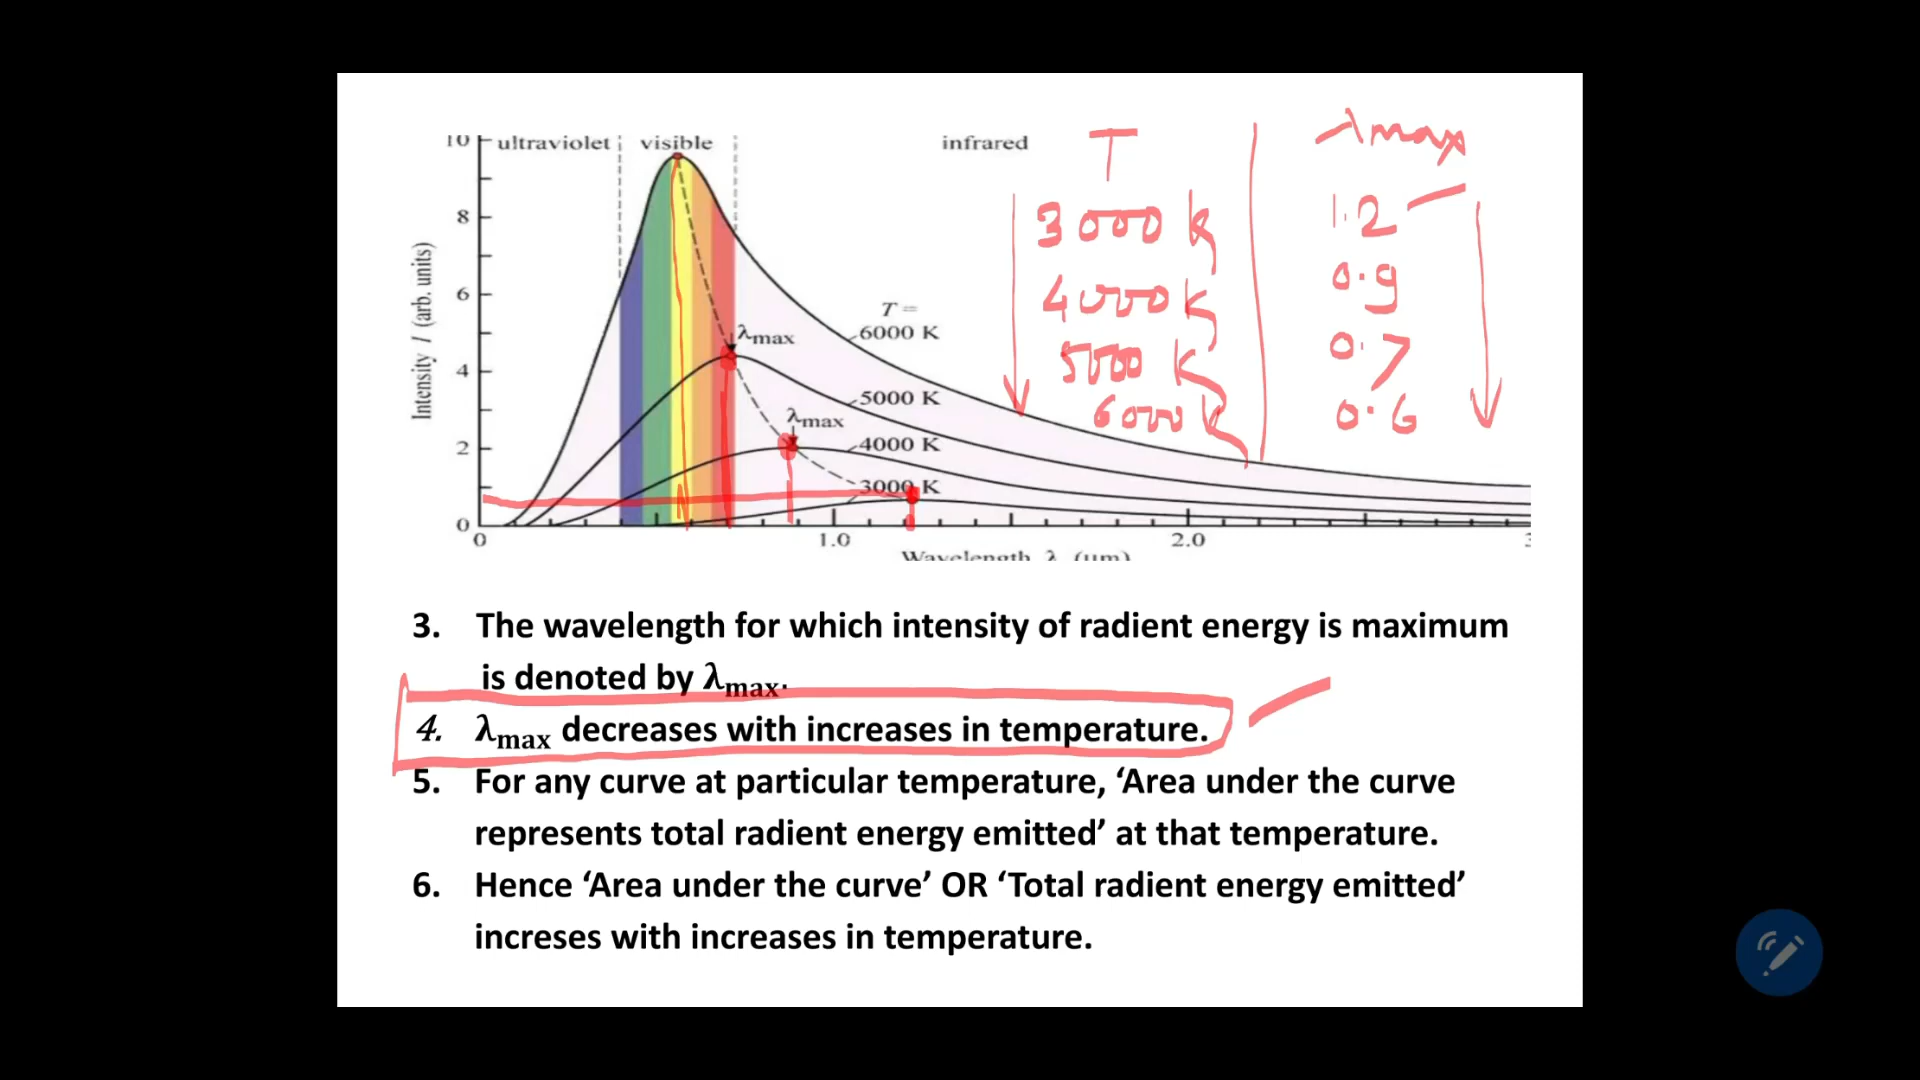 10 ultraviolet visible infrared
T λmax
3000 K 1.2
8
4000 K 0.9
6
T =
6000 K
λmax
5000 K 0.7
4
5000 K
6000 K 0.6
λmax
2
4000 K
3000 K
0
0 1.0 2.0
Intensity I (arb. units)
Wavelength λ (μm)
3. The wavelength for which intensity of radient energy is maximum
is denoted by λmax.
4. λmax decreases with increases in temperature.
5. For any curve at particular temperature, ‘Area under the curve
represents total radient energy emitted’ at that temperature.
6. Hence ‘Area under the curve’ OR ‘Total radient energy emitted’
increses with increases in temperature.